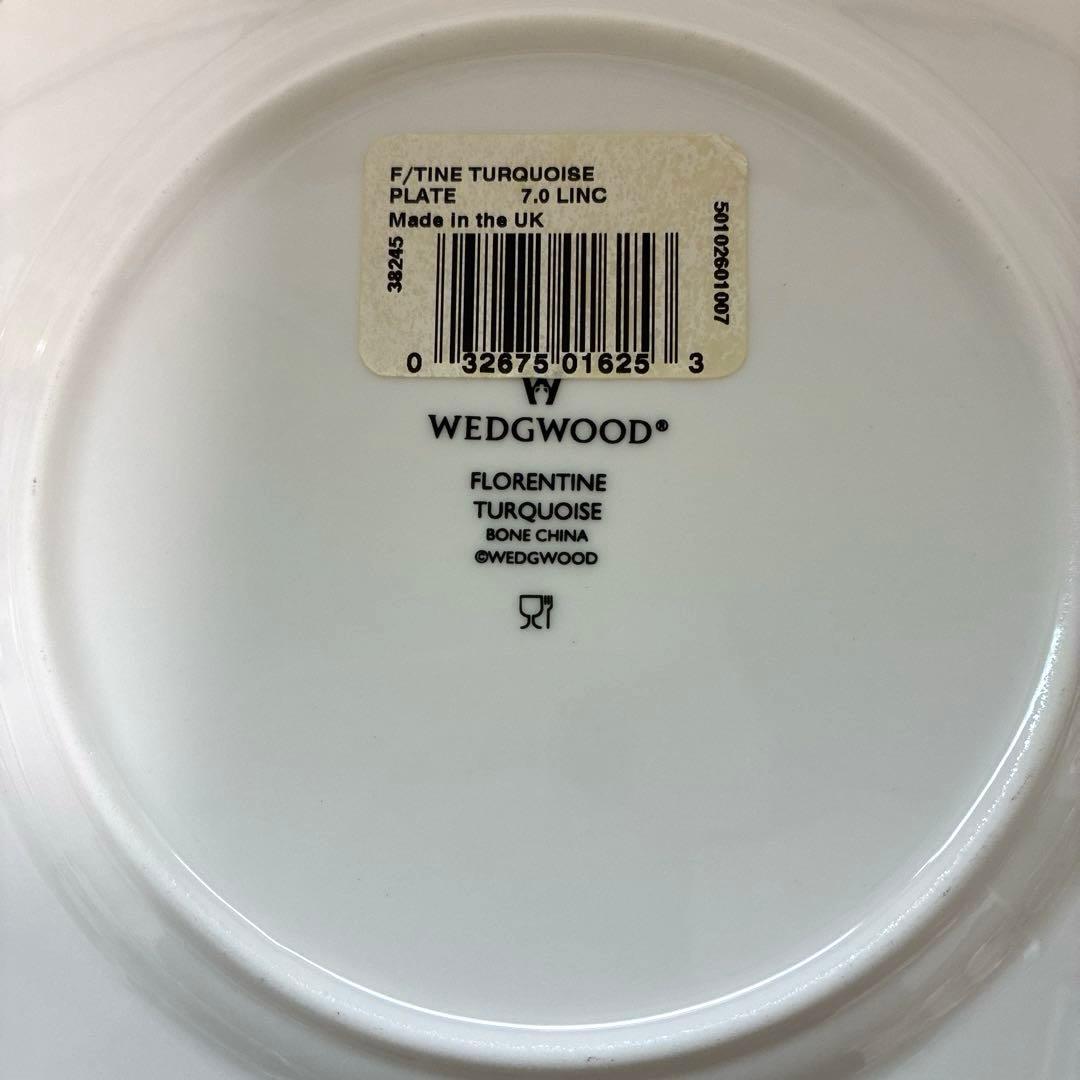 F/TINE TURQUOISE
PLATE 7.0 LINC
Made in the UK
38245
50102601007
0 32675 01625 3
W
WEDGWOOD®
FLORENTINE
TURQUOISE
BONE CHINA
©WEDGWOOD